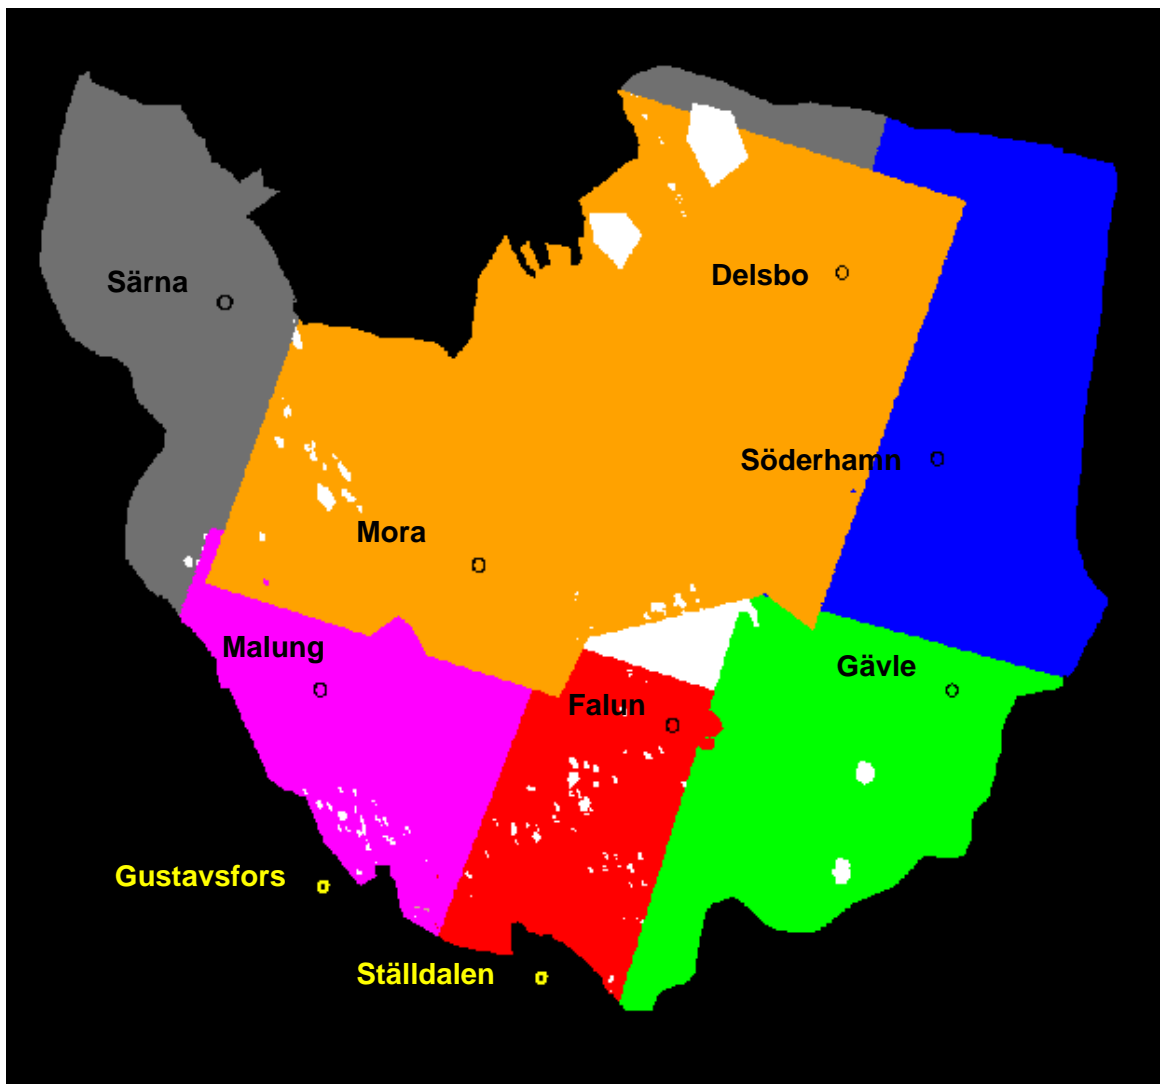 Särna
Delsbo
Söderhamn
Mora
Malung
Gävle
Falun
Gustavsfors
Ställdalen